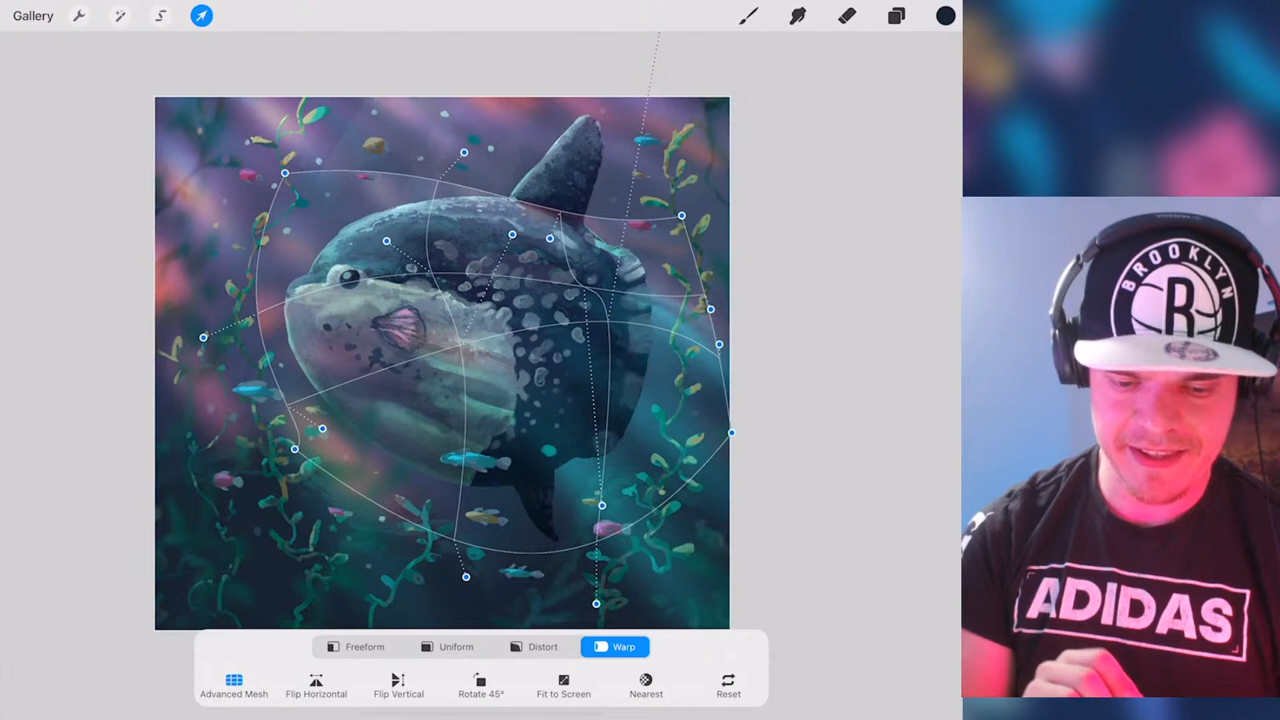 Gallery
BROOKLYN
B
ADIDAS
Freeform
Uniform
Distort
Warp
Advanced Mesh
Flip Horizontal
Flip Vertical
Rotate 45°
Fit to Screen
Nearest
Reset